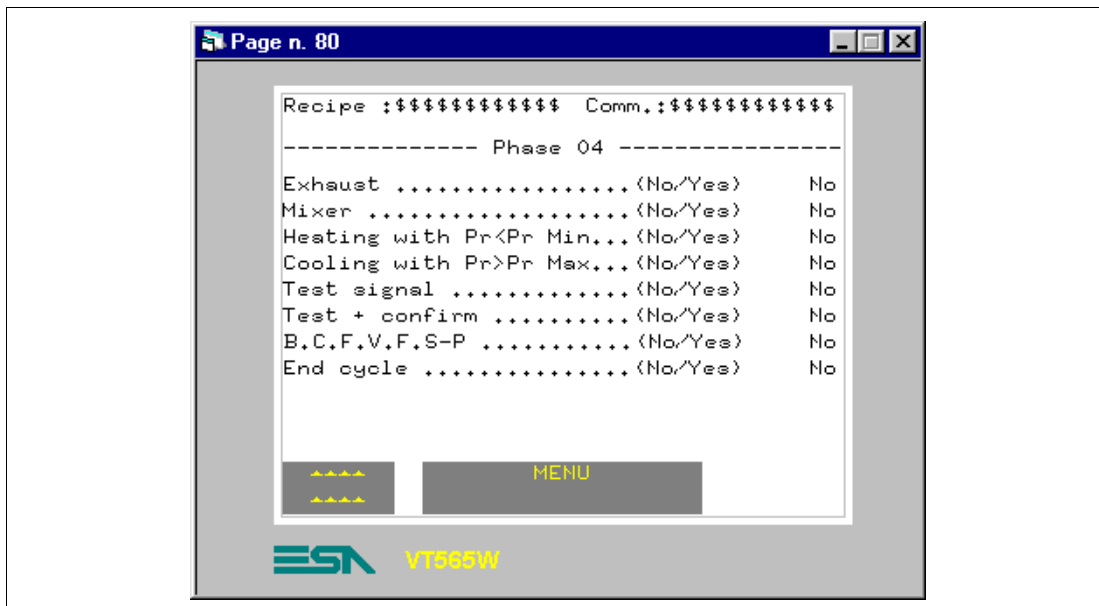 Page n. 80
Recipe :$$$$$$$$$$$$ Comm.:$$$$$$$$$$$$
-------------- Phase 04 ----------------
Exhaust .................(No/Yes) No
Mixer ...................(No/Yes) No
Heating with Pr<Pr Min...(No/Yes) No
Cooling with Pr>Pr Max...(No/Yes) No
Test signal .............(No/Yes) No
Test + confirm ..........(No/Yes) No
B.C.F.V.F.S-P ...........(No/Yes) No
End cycle ...............(No/Yes) No
MENU
ESA VT565W